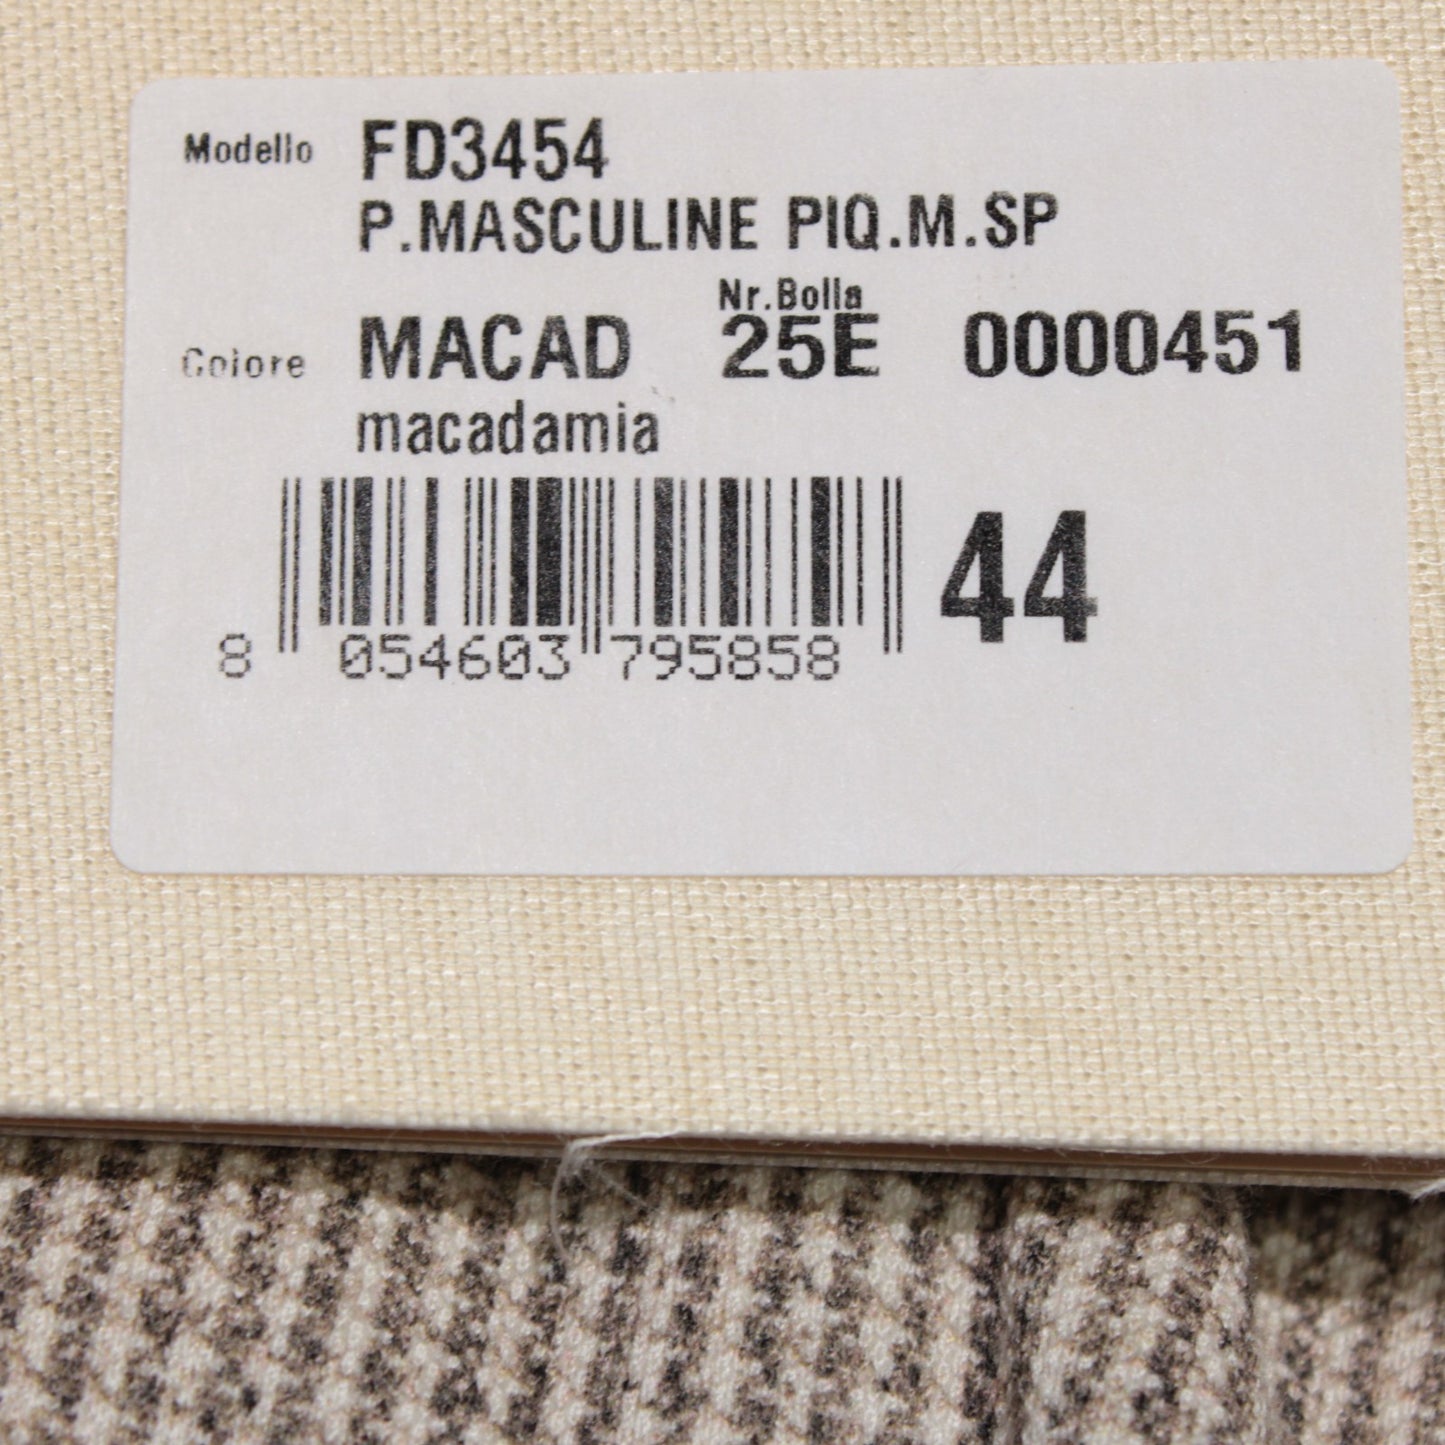 Modello FD3454
P.MASCULINE PIQ.M.SP
Nr.Bolla
Colore MACAD 25E 0000451
macadamia
44
8 054603 795858